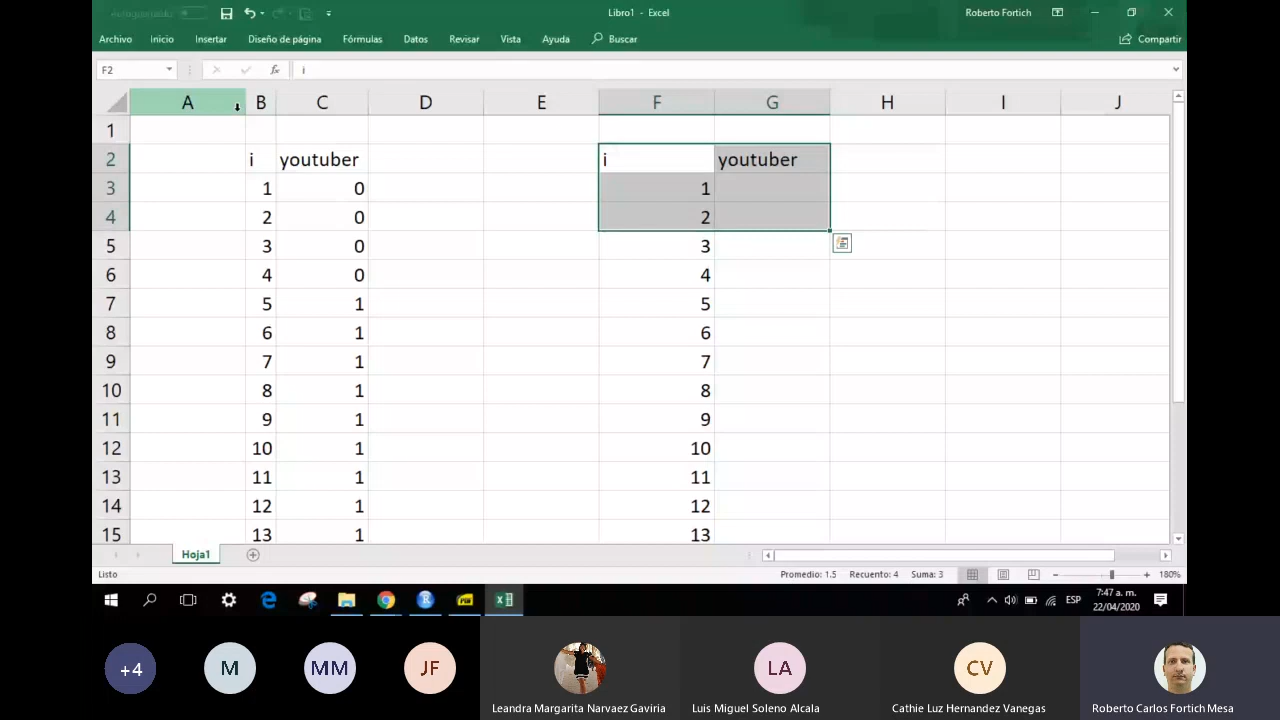 Autoguardado
Libro1 - Excel
Roberto Fortich
Archivo Inicio Insertar Diseño de página Fórmulas Datos Revisar Vista Ayuda Buscar Compartir
F2 fx i
A B C D E F G H I J
1
2 i youtuber i youtuber
3 1 0 1
4 2 0 2
5 3 0 3
6 4 0 4
7 5 1 5
8 6 1 6
9 7 1 7
10 8 1 8
11 9 1 9
12 10 1 10
13 11 1 11
14 12 1 12
15 13 1 13
Hoja1
Listo Promedio: 1.5 Recuento: 4 Suma: 3 180%
ESP 7:47 a. m.
22/04/2020
+4 M MM JF LA CV
Leandra Margarita Narvaez Gaviria Luis Miguel Soleno Alcala Cathie Luz Hernandez Vanegas Roberto Carlos Fortich Mesa